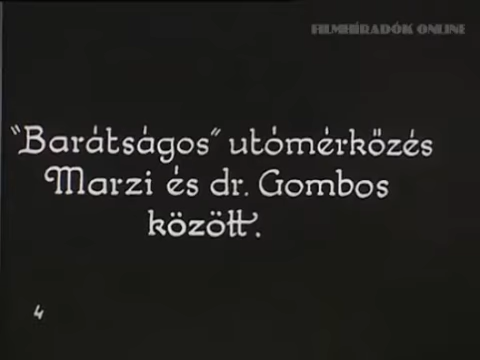 FILMHÍRADÓK ONLINE
"Barátságos" utómérkőzés
Marzi és dr. Gombos
között.
4